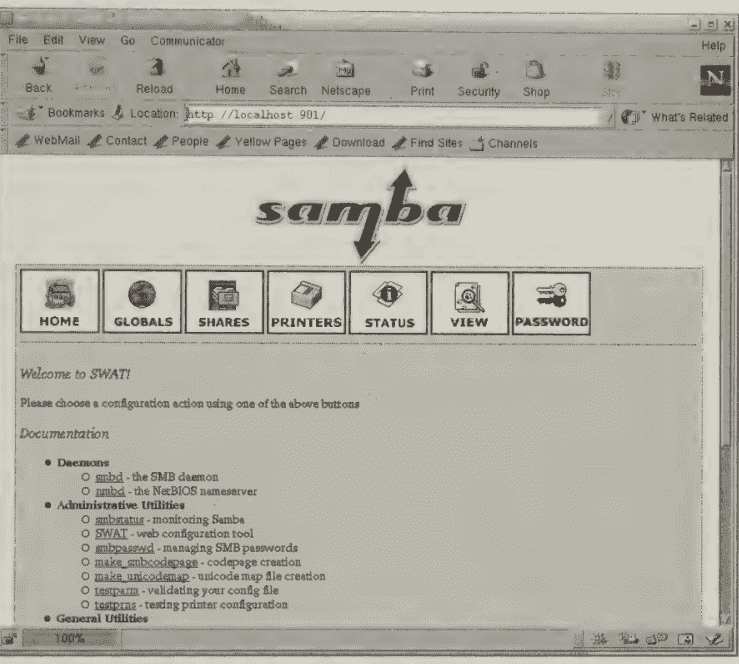 File Edit View Go Communicator Help
Back Reload Home Search Netscape Print Security Shop
Bookmarks Location: http //localhost 901/ What's Related
WebMail Contact People Yellow Pages Download Find Sites Channels
samba
HOME GLOBALS SHARES PRINTERS STATUS VIEW PASSWORD
Welcome to SWAT!
Please choose a configuration action using one of the above buttons
Documentation
Daemons
smbd - the SMB daemon
nmbd - the NetBIOS nameserver
Administrative Utilities
smbstatus - monitoring Samba
SWAT - web configuration tool
smbpasswd - managing SMB passwords
make_smbcodepage - codepage creation
make_unicodemap - unicode map file creation
testparm - validating your config file
testprns - testing printer configuration
General Utilities
100%